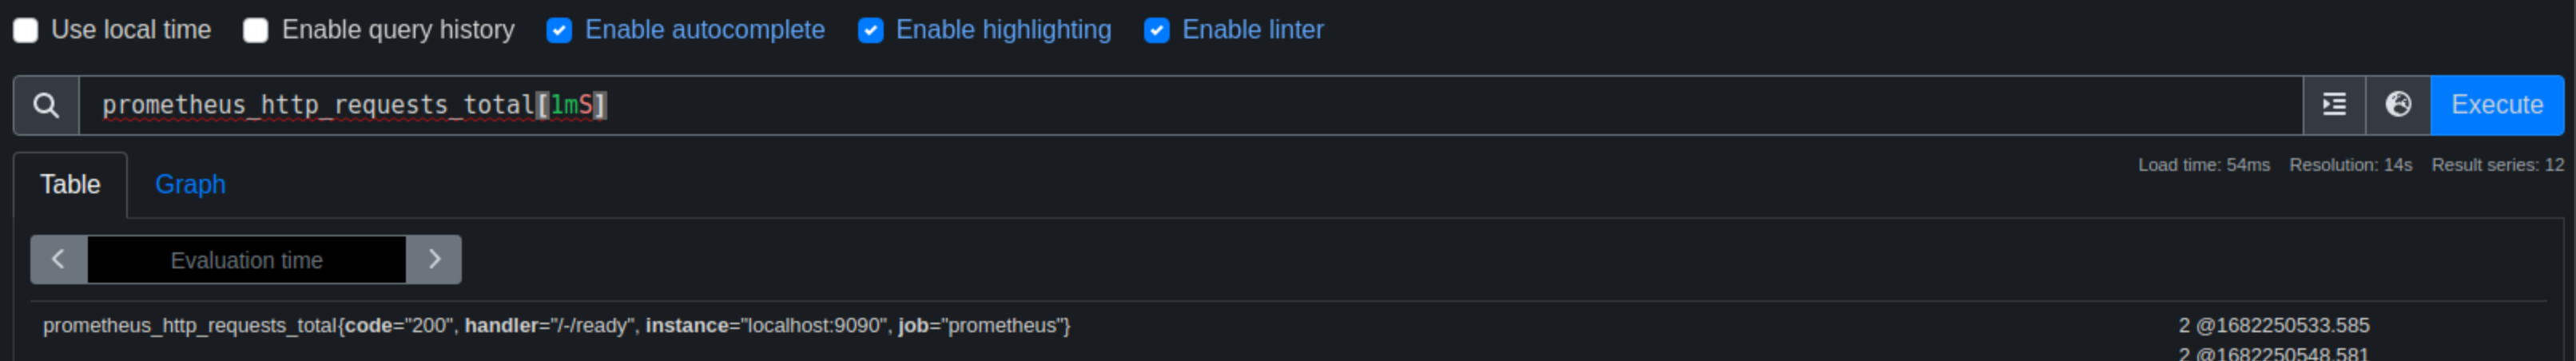 Use local time Enable query history Enable autocomplete Enable highlighting Enable linter
prometheus_http_requests_total[1mS] Execute
Table Graph Load time: 54ms Resolution: 14s Result series: 12
Evaluation time
prometheus_http_requests_total{code="200", handler="/-/ready", instance="localhost:9090", job="prometheus"} 2 @1682250533.585
2 @1682250548.581